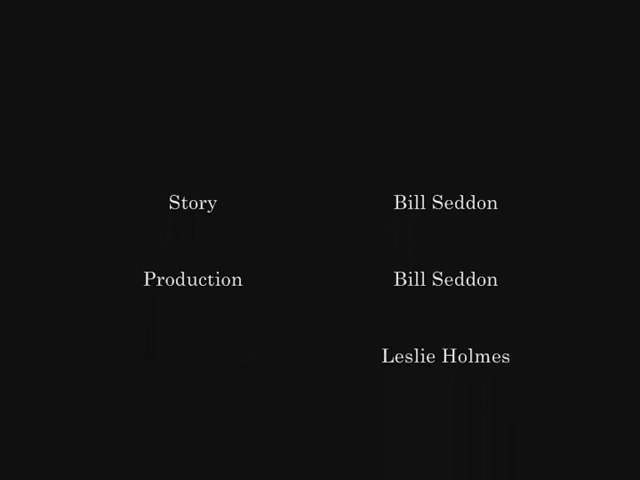 Story Bill Seddon
Production Bill Seddon
Leslie Holmes